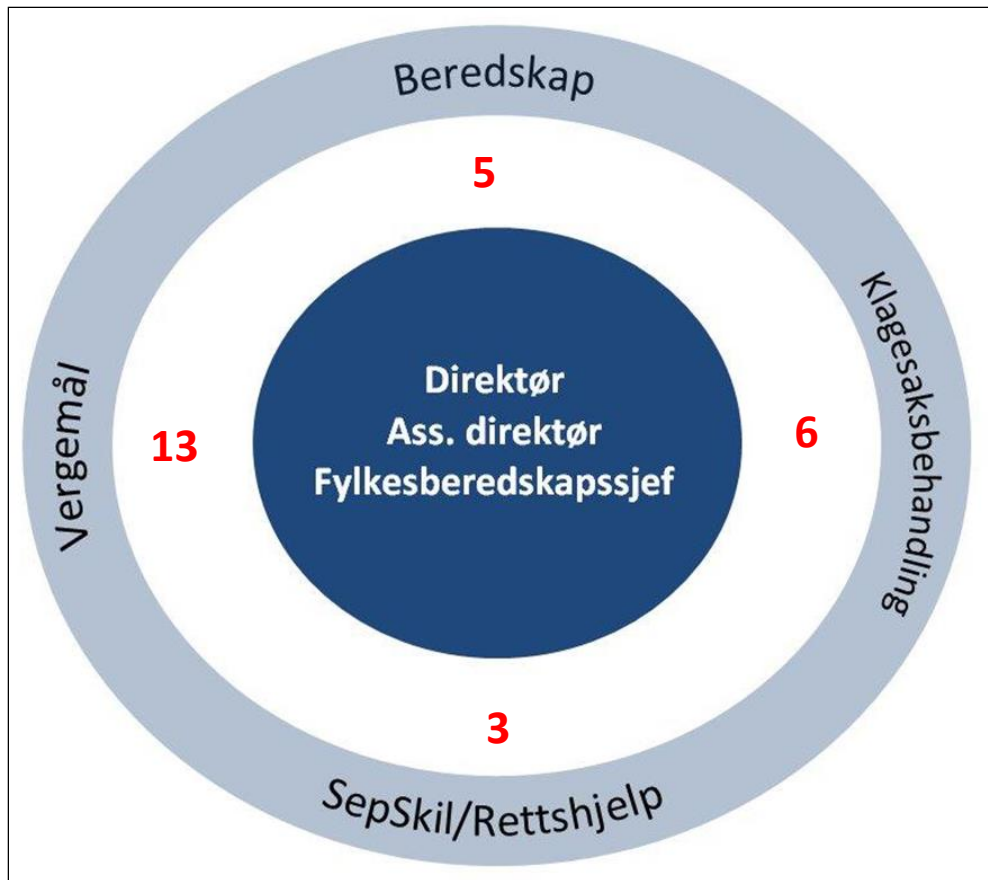 Beredskap
5
Klagesaksbehandling
Direktør
Ass. direktør
Fylkesberedskapssjef
6
13
Vergemål
3
SepSkil/Rettshjelp